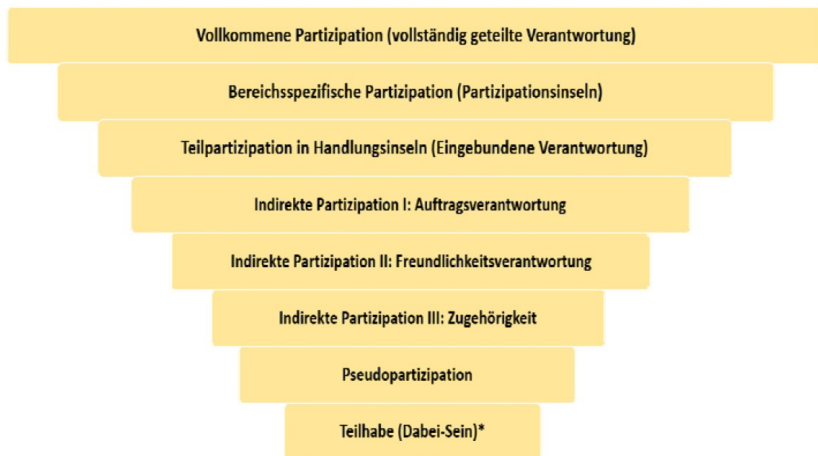 Vollkommene Partizipation (vollständig geteilte Verantwortung)
Bereichsspezifische Partizipation (Partizipationsinseln)
Teilpartizipation in Handlungsinseln (Eingebundene Verantwortung)
Indirekte Partizipation I: Auftragsverantwortung
Indirekte Partizipation II: Freundlichkeitsverantwortung
Indirekte Partizipation III: Zugehörigkeit
Pseudopartizipation
Teilhabe (Dabei-Sein)*